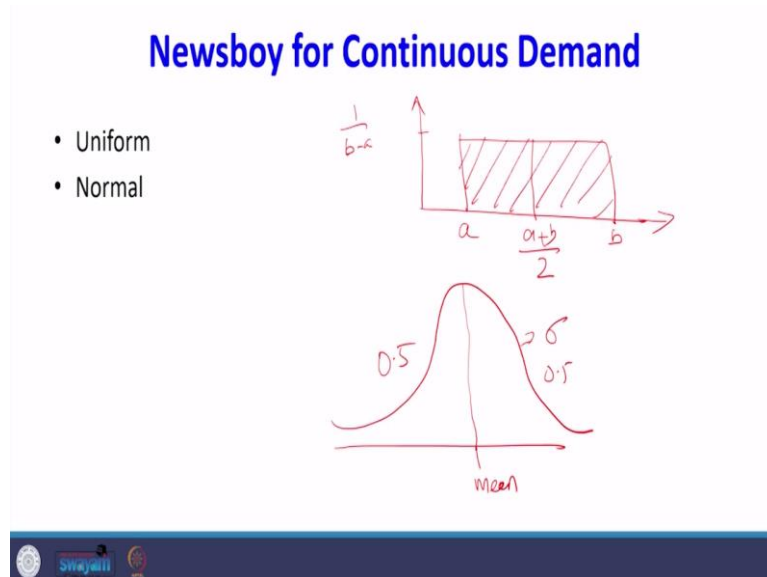 Newsboy for Continuous Demand
• Uniform
• Normal
1
b-a
a
a+b
2
b
0.5
σ
0.5
mean
swayam